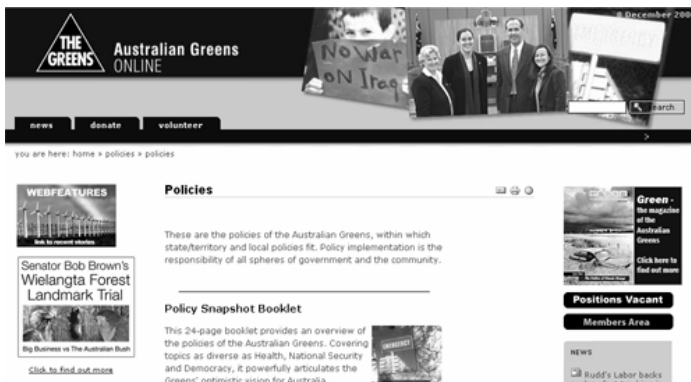 8 December 200
THE
GREENS
Australian Greens
ONLINE
No War
oN Iraq
EMERGENCY
Search
news
donate
volunteer
>
you are here: home » policies » policies
WEBFEATURES
link to recent stories
Senator Bob Brown's
Wielangta Forest
Landmark Trial
Big Business vs The Australian Bush
Click to find out more
Policies
These are the policies of the Australian Greens, within which
state/territory and local policies fit. Policy implementation is the
responsibility of all spheres of government and the community.
Policy Snapshot Booklet
This 24-page booklet provides an overview of
the policies of the Australian Greens. Covering
topics as diverse as Health, National Security
and Democracy, it powerfully articulates the
Greens' optimistic vision for Australia
EMERGENCY
Green -
the magazine
of the
Australian
Greens
Click here to
find out more
Positions Vacant
Members Area
NEWS
Rudd's Labor backs